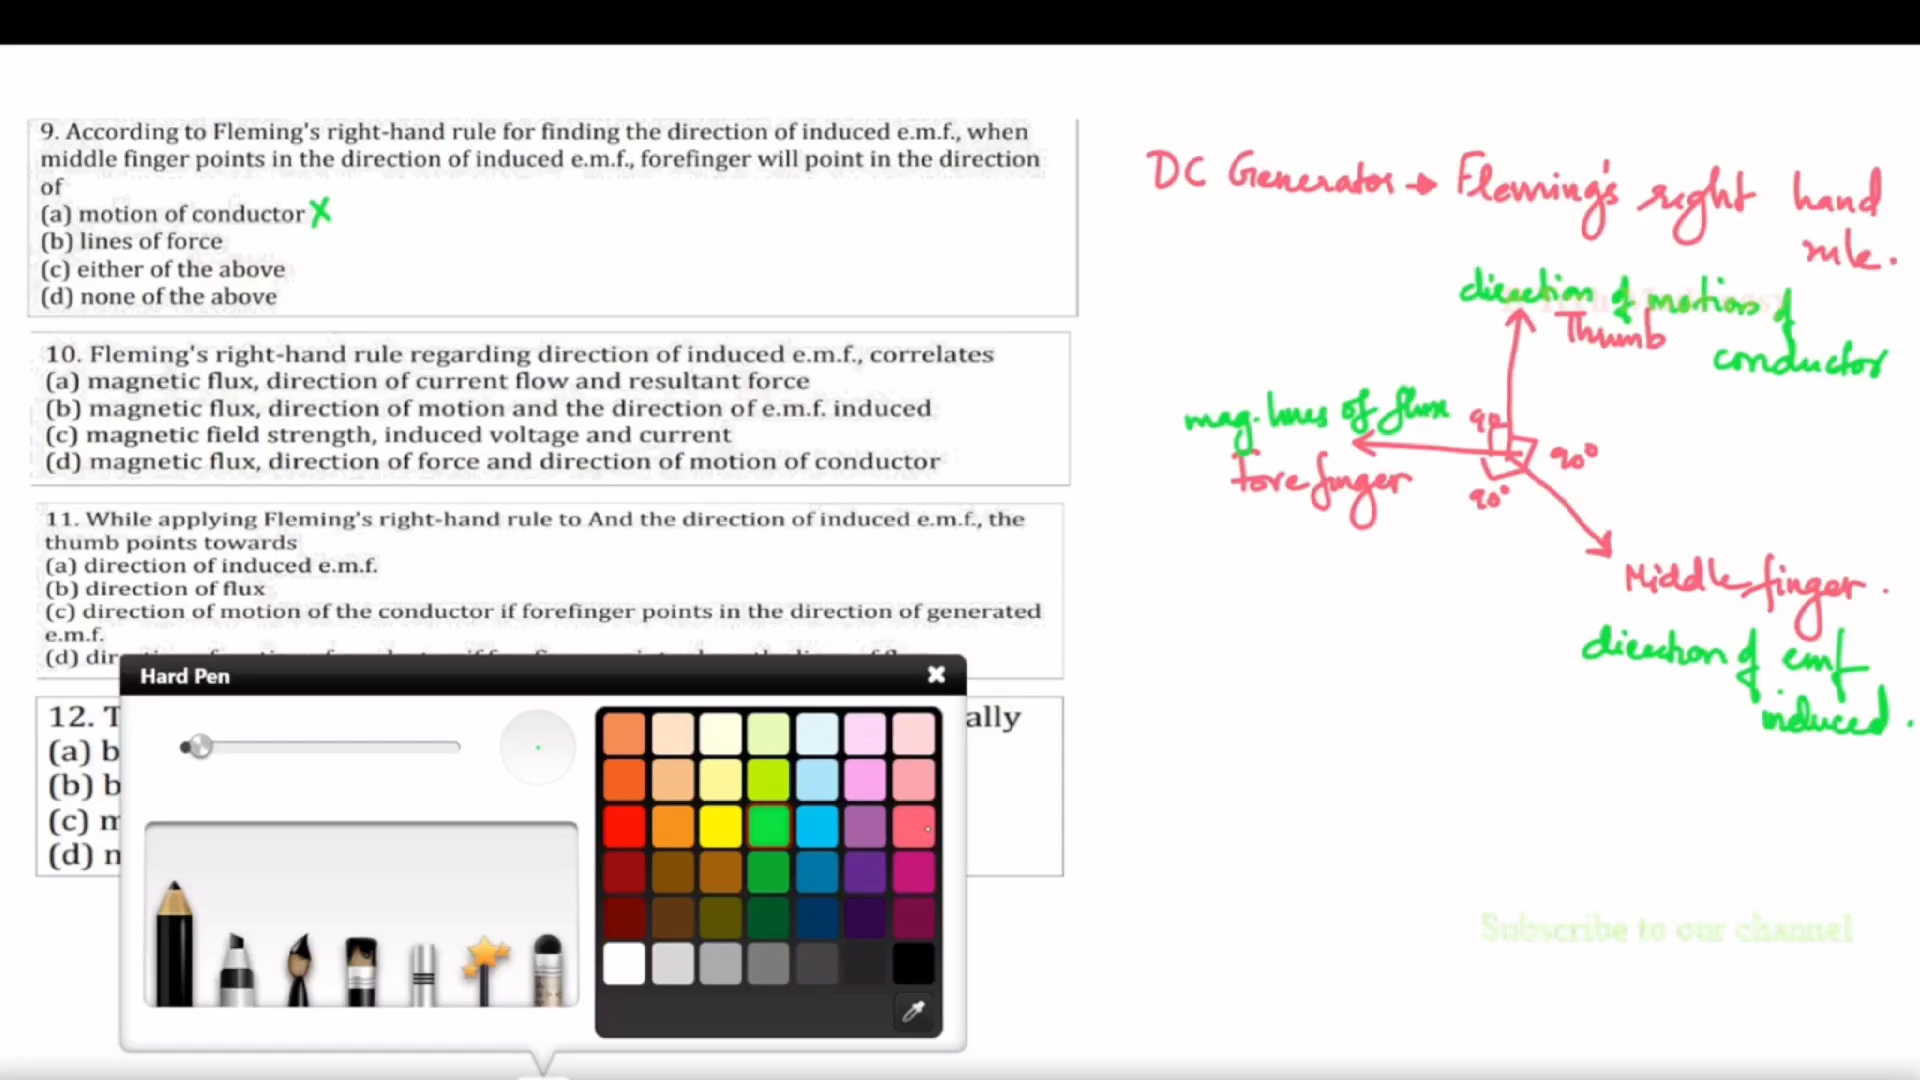 9. According to Fleming's right-hand rule for finding the direction of induced e.m.f., when
middle finger points in the direction of induced e.m.f., forefinger will point in the direction
of
(a) motion of conductor X
(b) lines of force
(c) either of the above
(d) none of the above
10. Fleming's right-hand rule regarding direction of induced e.m.f., correlates
(a) magnetic flux, direction of current flow and resultant force
(b) magnetic flux, direction of motion and the direction of e.m.f. induced
(c) magnetic field strength, induced voltage and current
(d) magnetic flux, direction of force and direction of motion of conductor
11. While applying Fleming's right-hand rule to And the direction of induced e.m.f., the
thumb points towards
(a) direction of induced e.m.f.
(b) direction of flux
(c) direction of motion of the conductor if forefinger points in the direction of generated
e.m.f.
(d)
12.
(a)
(b)
(c)
(d)
Hard Pen
DC Generator → Fleming's right hand
rule.
direction of motion of
Thumb
conductor
mag. lines of flux
90
90°
forefinger
90°
Middle finger.
direction of emf
induced.
Subscribe to our channel